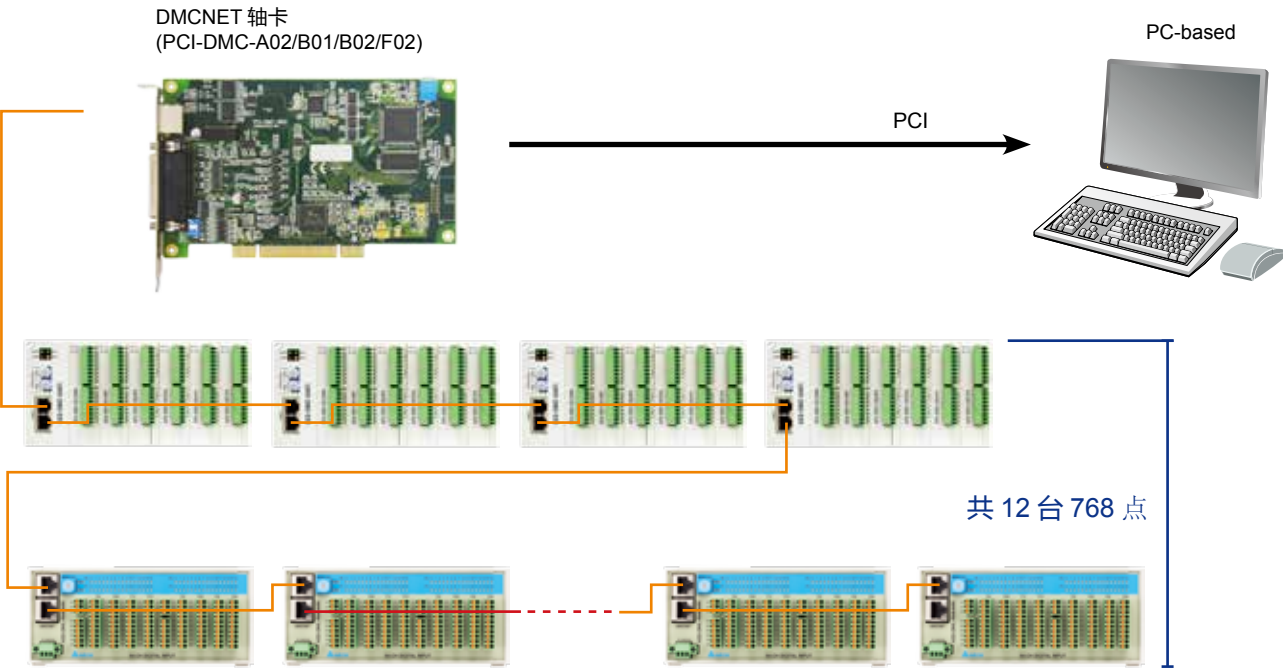 DMCNET 轴卡
(PCI-DMC-A02/B01/B02/F02)
PC-based
PCI
共 12 台 768 点